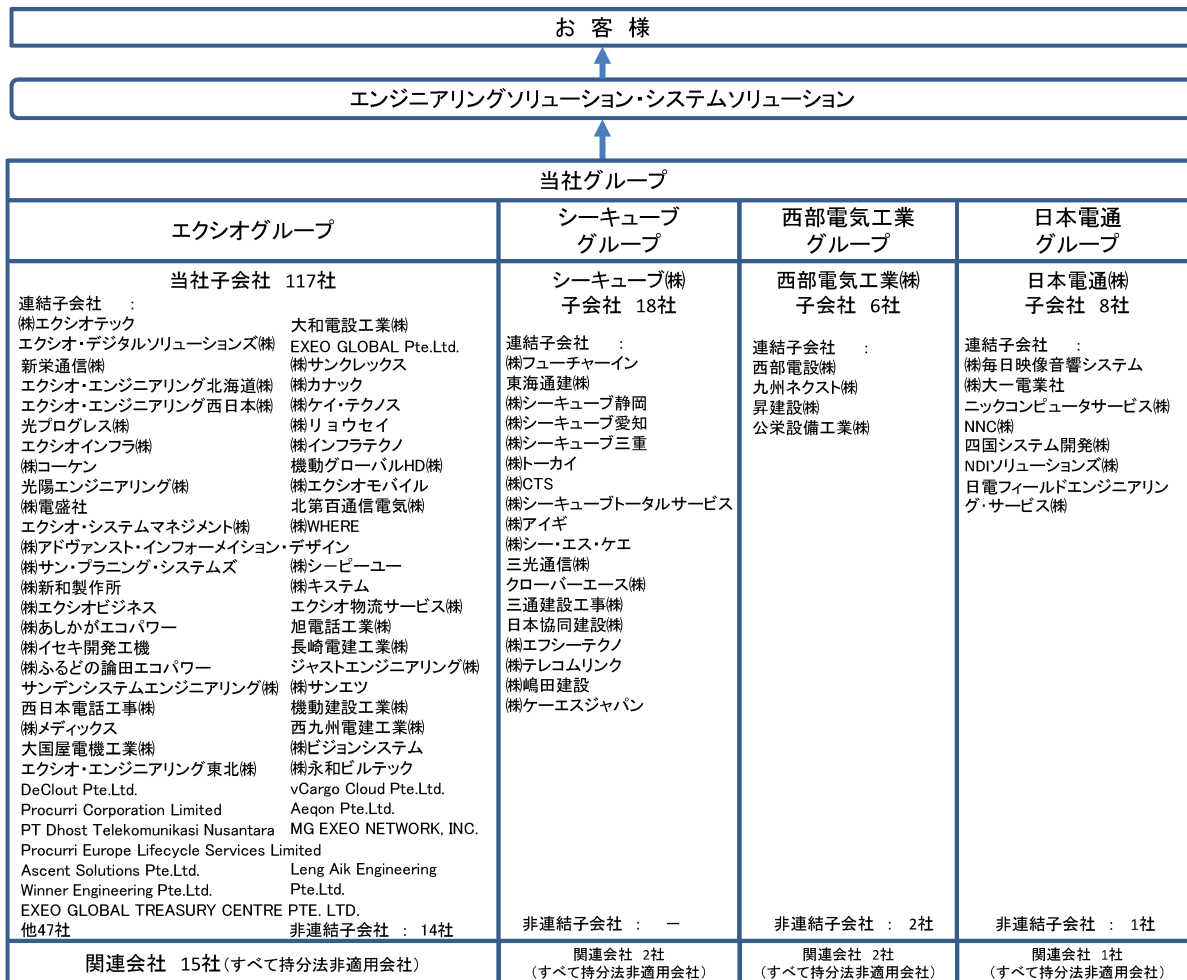 お 客 様
エンジニアリングソリューション・システムソリューション
当社グループ
エクシオグループ
当社子会社 117社
連結子会社 :
㈱エクシオテック
大和電設工業㈱
エクシオ・デジタルソリューションズ㈱
EXEO GLOBAL Pte.Ltd.
新栄通信㈱
㈱サンクレックス
エクシオ・エンジニアリング北海道㈱
㈱カナック
エクシオ・エンジニアリング西日本㈱
㈱ケイ・テクノス
光プログレス㈱
㈱リョウセイ
エクシオインフラ㈱
㈱インフラテクノ
㈱コーケン
機動グローバルHD㈱
光陽エンジニアリング㈱
㈱エクシオモバイル
㈱電盛社
北第百通信電気㈱
エクシオ・システムマネジメント㈱
㈱WHERE
㈱アドヴァンスト・インフォーメイション・デザイン
㈱サン・プラニング・システムズ
㈱シーピーユー
㈱新和製作所
㈱キステム
㈱エクシオビジネス
エクシオ物流サービス㈱
㈱あしかがエコパワー
旭電話工業㈱
㈱イセキ開発工機
長崎電建工業㈱
㈱ふるどの論田エコパワー
ジャストエンジニアリング㈱
サンデンシステムエンジニアリング㈱
㈱サンエツ
西日本電話工事㈱
機動建設工業㈱
㈱メディックス
西九州電建工業㈱
大国屋電機工業㈱
㈱ビジョンシステム
エクシオ・エンジニアリング東北㈱
㈱永和ビルテック
DeClout Pte.Ltd.
vCargo Cloud Pte.Ltd.
Procurri Corporation Limited
Aeqon Pte.Ltd.
PT Dhost Telekomunikasi Nusantara
MG EXEO NETWORK, INC.
Procurri Europe Lifecycle Services Limited
Ascent Solutions Pte.Ltd.
Leng Aik Engineering
Pte.Ltd.
Winner Engineering Pte.Ltd.
EXEO GLOBAL TREASURY CENTRE PTE. LTD.
他47社
非連結子会社 : 14社
関連会社 15社(すべて持分法非適用会社)
シーキューブ
グループ
シーキューブ㈱
子会社 18社
連結子会社 :
㈱フューチャーイン
東海通建㈱
㈱シーキューブ静岡
㈱シーキューブ愛知
㈱シーキューブ三重
㈱トーカイ
㈱CTS
㈱シーキューブトータルサービス
㈱アイギ
㈱シー・エス・ケエ
三光通信㈱
クローバーエース㈱
三通建設工事㈱
日本協同建設㈱
㈱エフシーテクノ
㈱テレコムリンク
㈱嶋田建設
㈱ケーエスジャパン
非連結子会社 : －
関連会社 2社
(すべて持分法非適用会社)
西部電気工業
グループ
西部電気工業㈱
子会社 6社
連結子会社 :
西部電設㈱
九州ネクスト㈱
昇建設㈱
公栄設備工業㈱
非連結子会社 : 2社
関連会社 2社
(すべて持分法非適用会社)
日本電通
グループ
日本電通㈱
子会社 8社
連結子会社 :
㈱毎日映像音響システム
㈱大一電業社
ニックコンピュータサービス㈱
NNC㈱
四国システム開発㈱
NDIソリューションズ㈱
日電フィールドエンジニアリン
グ・サービス㈱
非連結子会社 : 1社
関連会社 1社
(すべて持分法非適用会社)